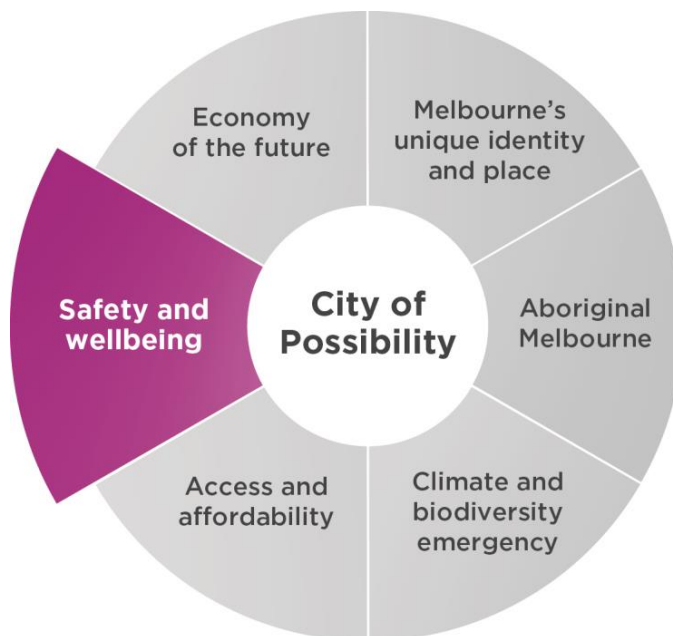 Economy
of the future
Melbourne’s
unique identity
and place
Safety and
wellbeing
City of
Possibility
Aboriginal
Melbourne
Access and
affordability
Climate and
biodiversity
emergency